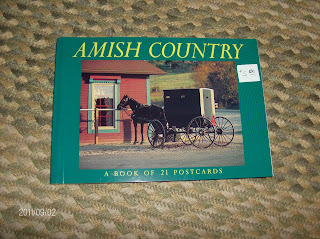 AMISH COUNTRY
A BOOK OF 21 POSTCARDS
2011/09/02